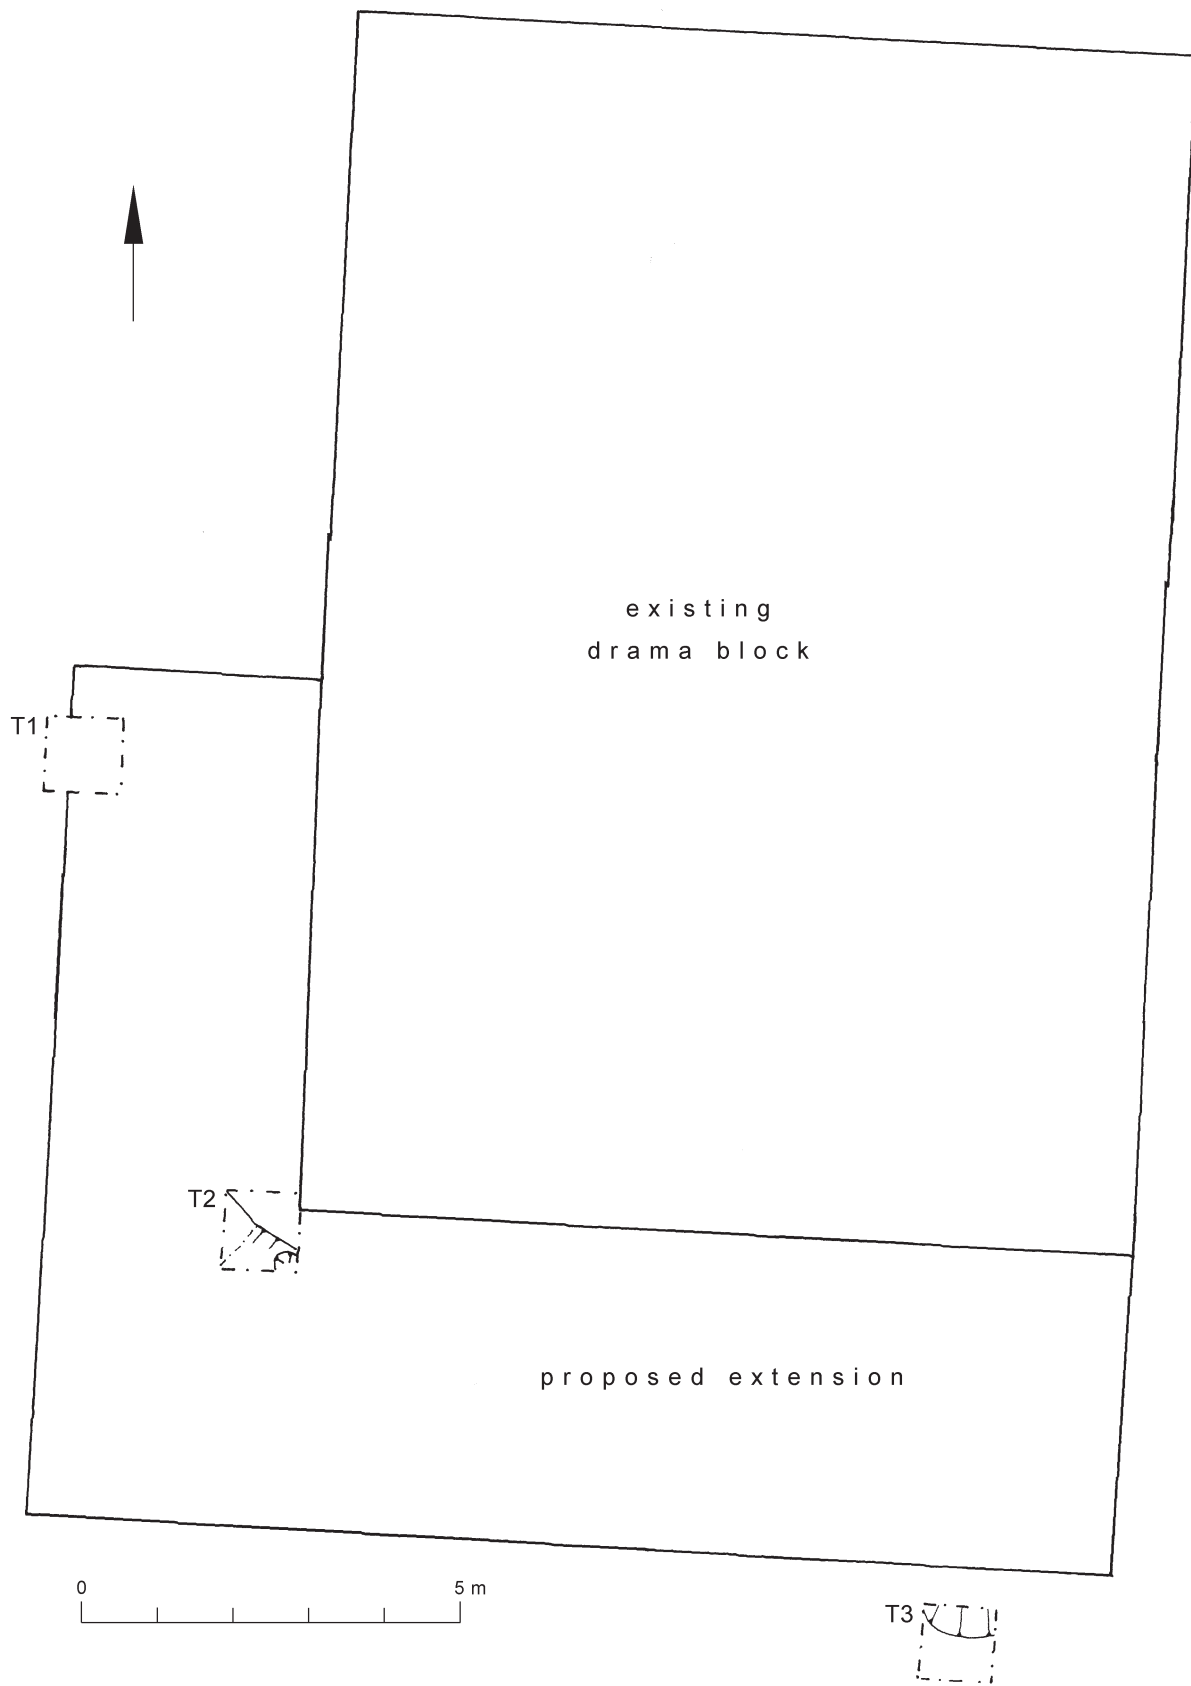 existing
drama block
T1
T2
proposed extension
0 5 m
T3